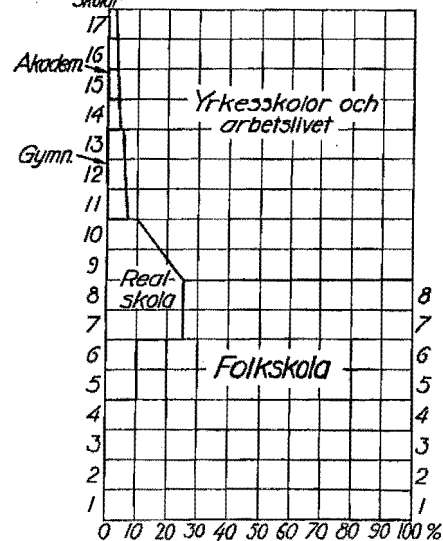 Skolår
17
16
Akadem.
15
14
Yrkesskolor och
arbetslivet
13
Gymn.
12
11
10
9
Real-
skola
8
8
7
7
6
6
Folkskola
5
5
4
4
3
3
2
2
1
1
0 10 20 30 40 50 60 70 80 90 100 %